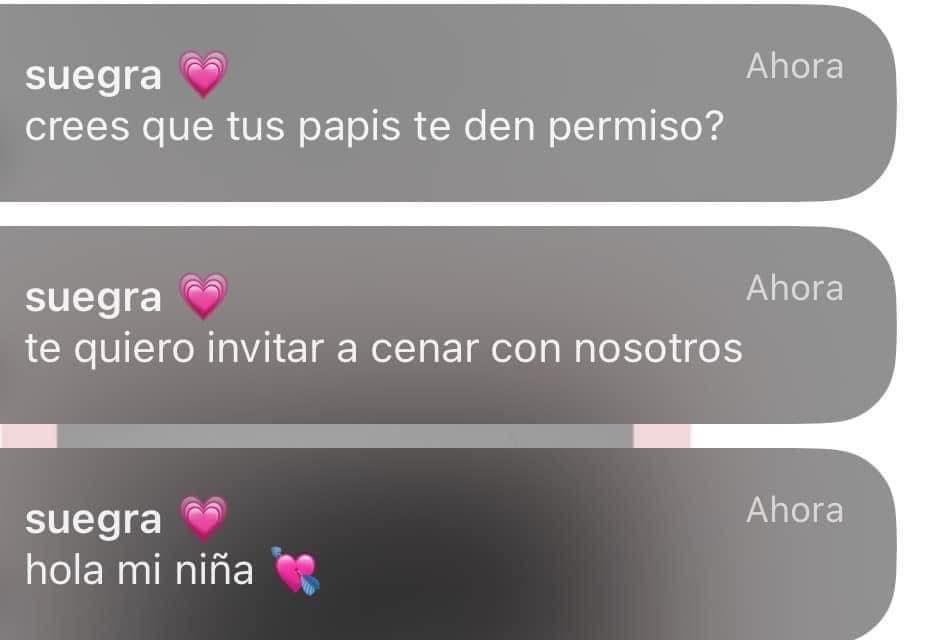 suegra 💗
Ahora
crees que tus papis te den permiso?
suegra 💗
Ahora
te quiero invitar a cenar con nosotros
suegra 💗
Ahora
hola mi niña 💘